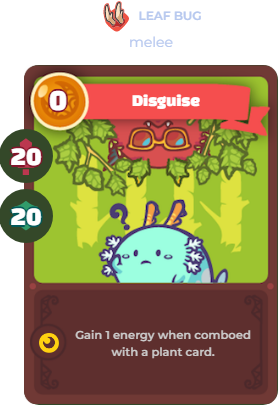 LEAF BUG
melee
0
Disguise
20
20
?
Gain 1 energy when comboed
with a plant card.